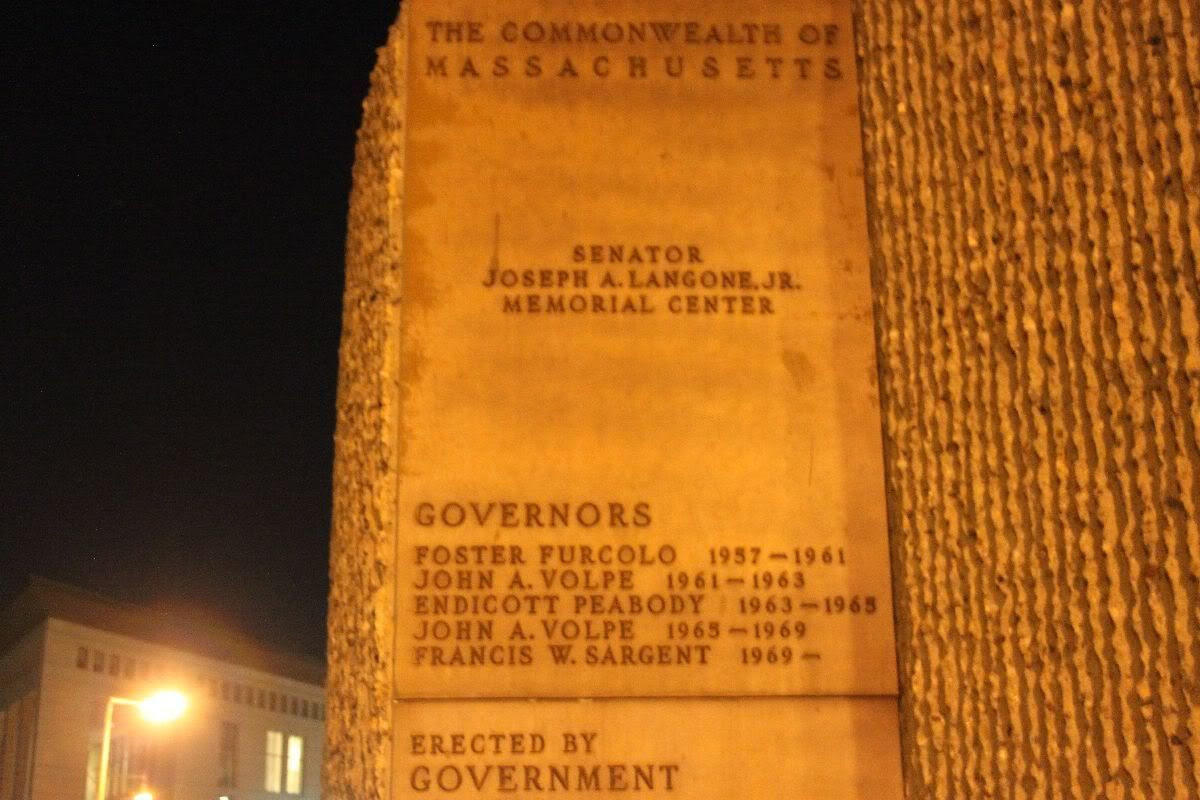 THE COMMONWEALTH OF
MASSACHUSETTS
SENATOR
JOSEPH A. LANGONE, JR.
MEMORIAL CENTER
GOVERNORS
FOSTER FURCOLO 1957 – 1961
JOHN A. VOLPE 1961 – 1963
ENDICOTT PEABODY 1963 – 1965
JOHN A. VOLPE 1965 – 1969
FRANCIS W. SARGENT 1969 –
ERECTED BY
GOVERNMENT